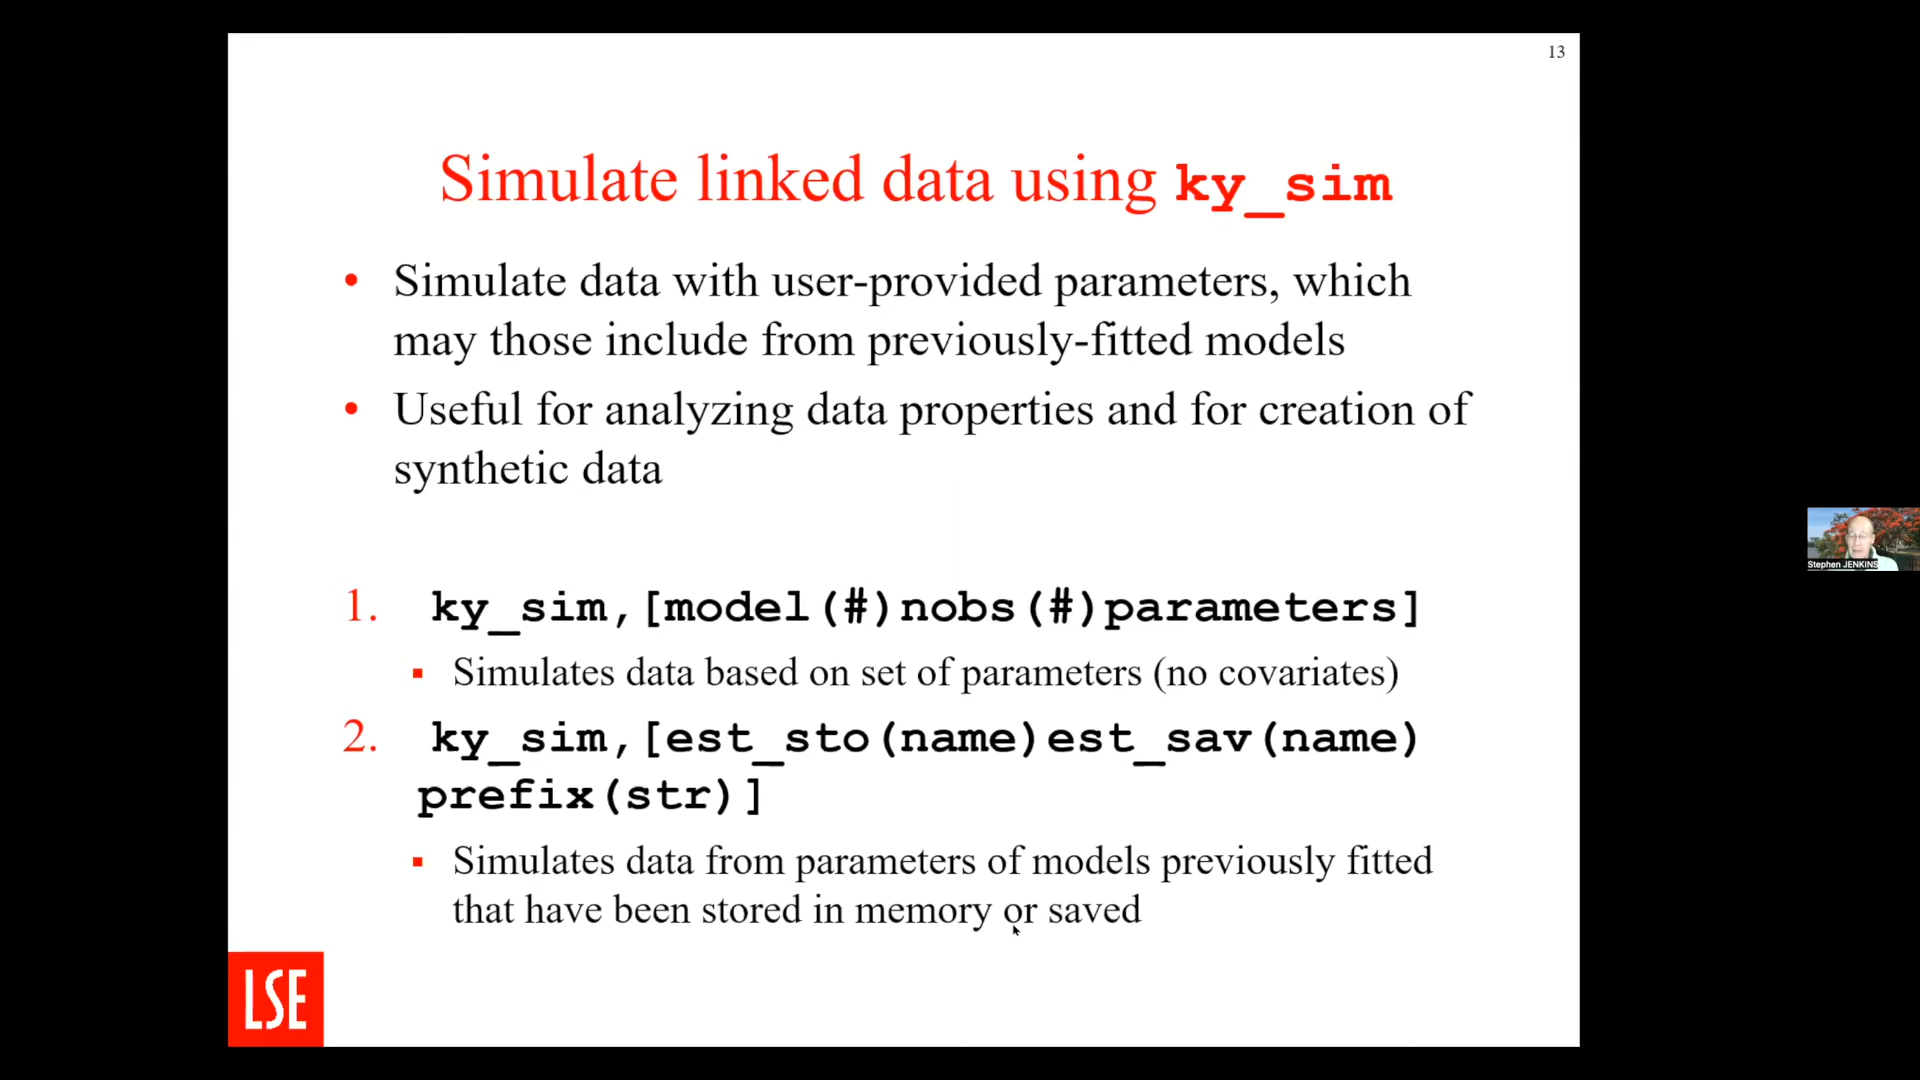 13
Simulate linked data using ky_sim
• Simulate data with user-provided parameters, which
may those include from previously-fitted models
• Useful for analyzing data properties and for creation of
synthetic data
1. ky_sim,[model(#)nobs(#)parameters]
▪ Simulates data based on set of parameters (no covariates)
2. ky_sim,[est_sto(name)est_sav(name)
prefix(str)]
▪ Simulates data from parameters of models previously fitted
that have been stored in memory or saved
Stephen JENKINS
LSE